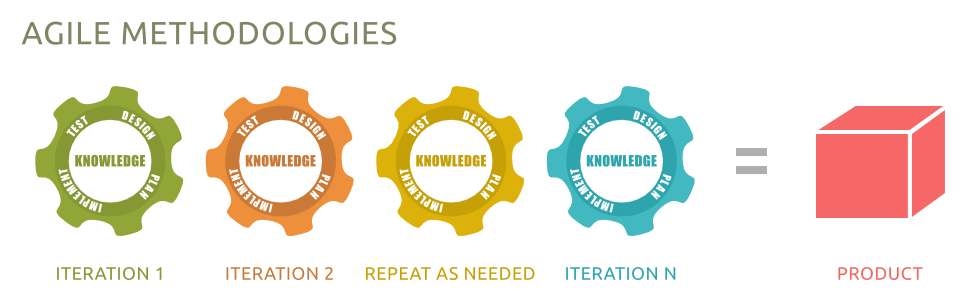 AGILE METHODOLOGIES
TEST
DESIGN
KNOWLEDGE
IMPLEMENT
PLAN
TEST
DESIGN
KNOWLEDGE
IMPLEMENT
PLAN
TEST
DESIGN
KNOWLEDGE
IMPLEMENT
PLAN
TEST
DESIGN
KNOWLEDGE
IMPLEMENT
PLAN
=
ITERATION 1
ITERATION 2
REPEAT AS NEEDED
ITERATION N
PRODUCT